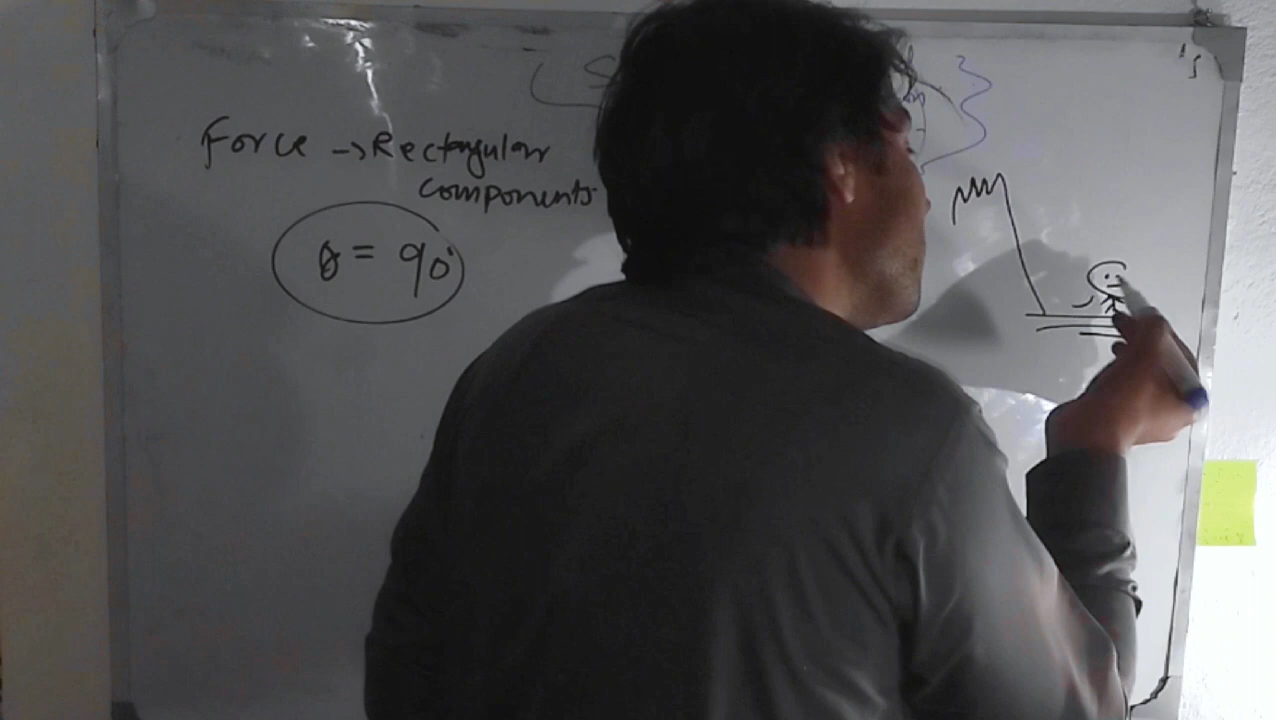 Force → Rectangular
components
θ = 90°